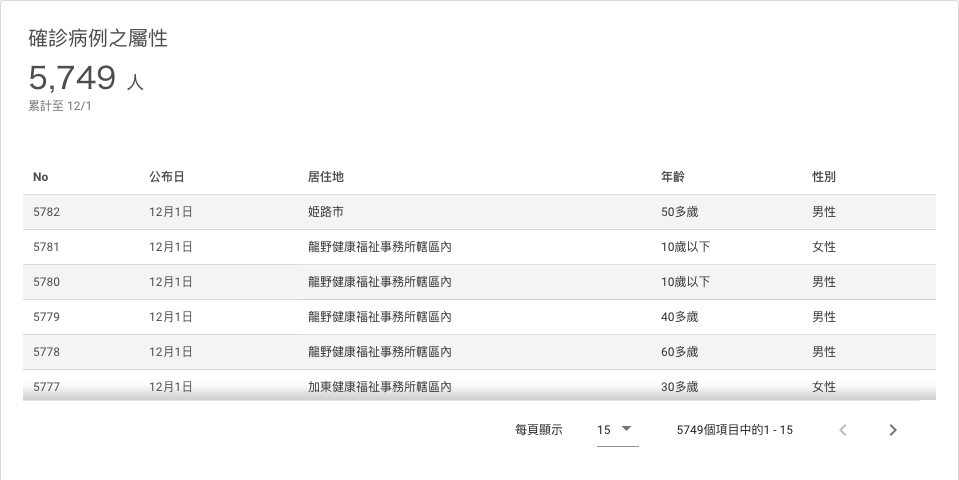 確診病例之屬性
5,749 人
累計至 12/1
No 公布日 居住地 年齡 性別
5782 12月1日 姫路市 50多歲 男性
5781 12月1日 龍野健康福祉事務所轄區內 10歲以下 女性
5780 12月1日 龍野健康福祉事務所轄區內 10歲以下 男性
5779 12月1日 龍野健康福祉事務所轄區內 40多歲 男性
5778 12月1日 龍野健康福祉事務所轄區內 60多歲 男性
5777 12月1日 加東健康福祉事務所轄區內 30多歲 女性
每頁顯示 15 5749個項目中的1 - 15